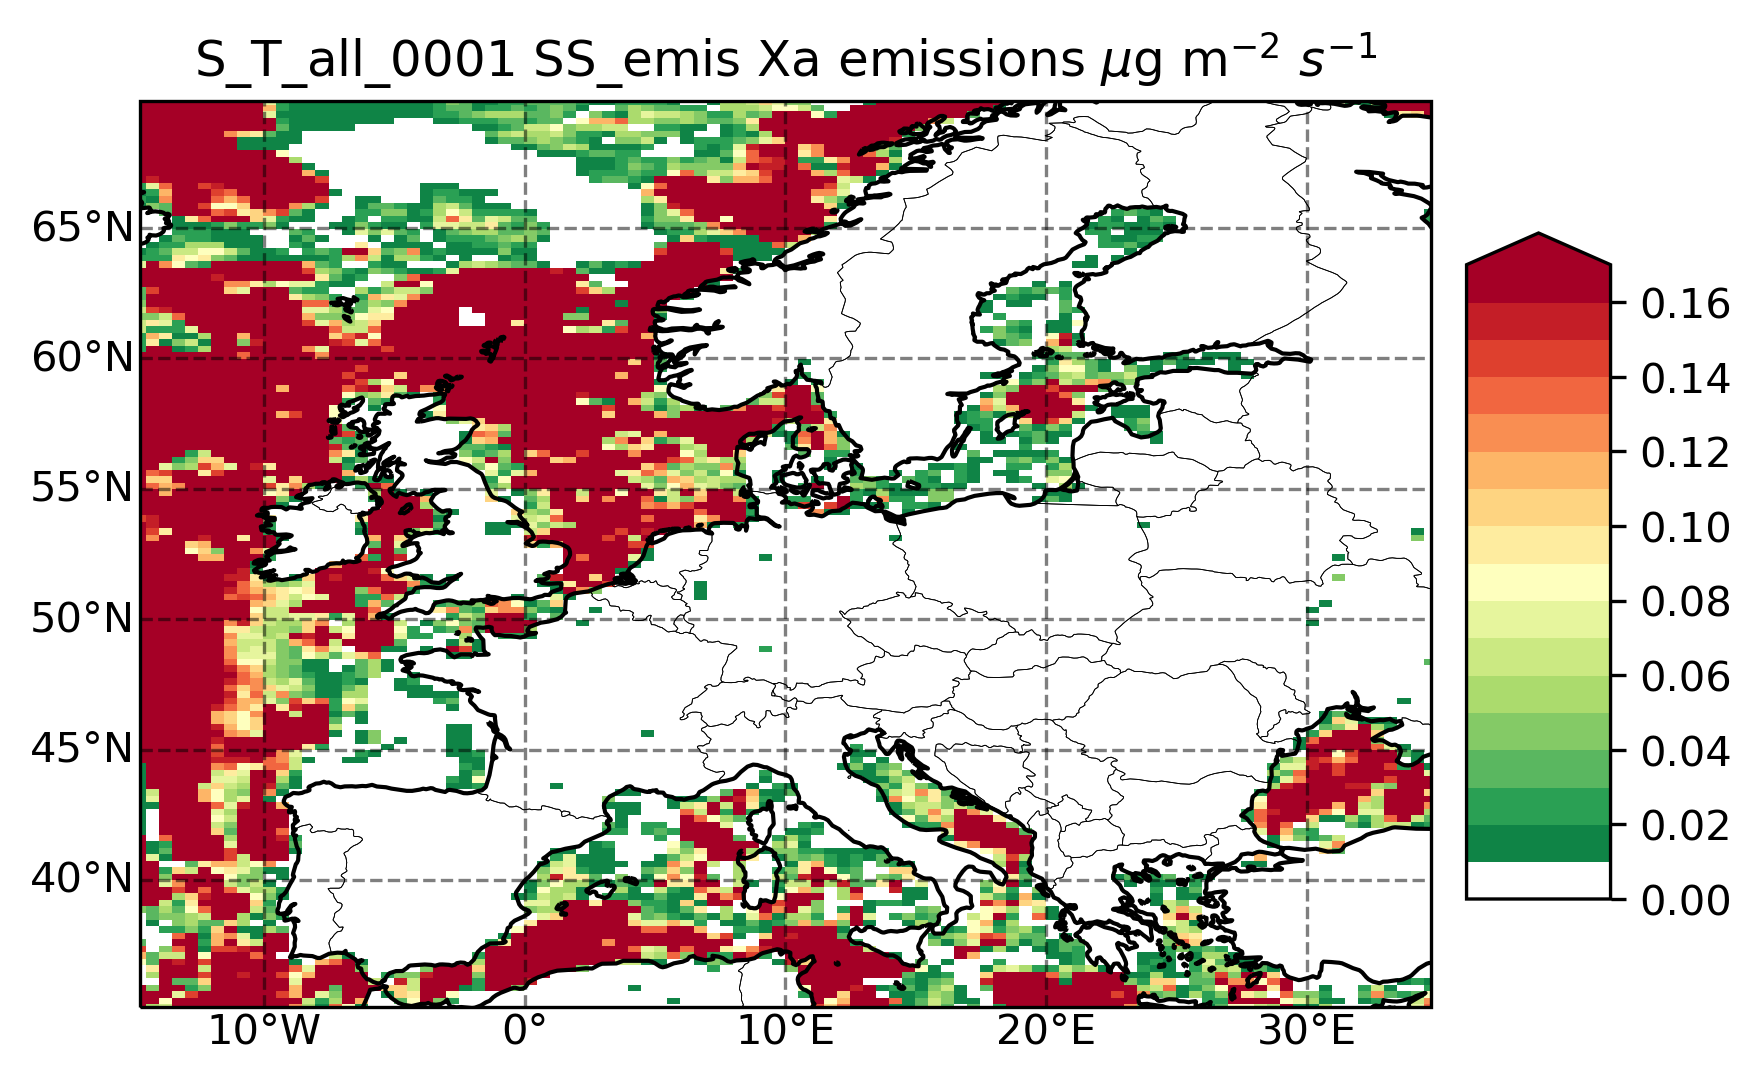 S_T_all_0001 SS_emis Xa emissions μg m⁻² s⁻¹
65°N
60°N
55°N
50°N
45°N
40°N
10°W 0° 10°E 20°E 30°E
0.16
0.14
0.12
0.10
0.08
0.06
0.04
0.02
0.00